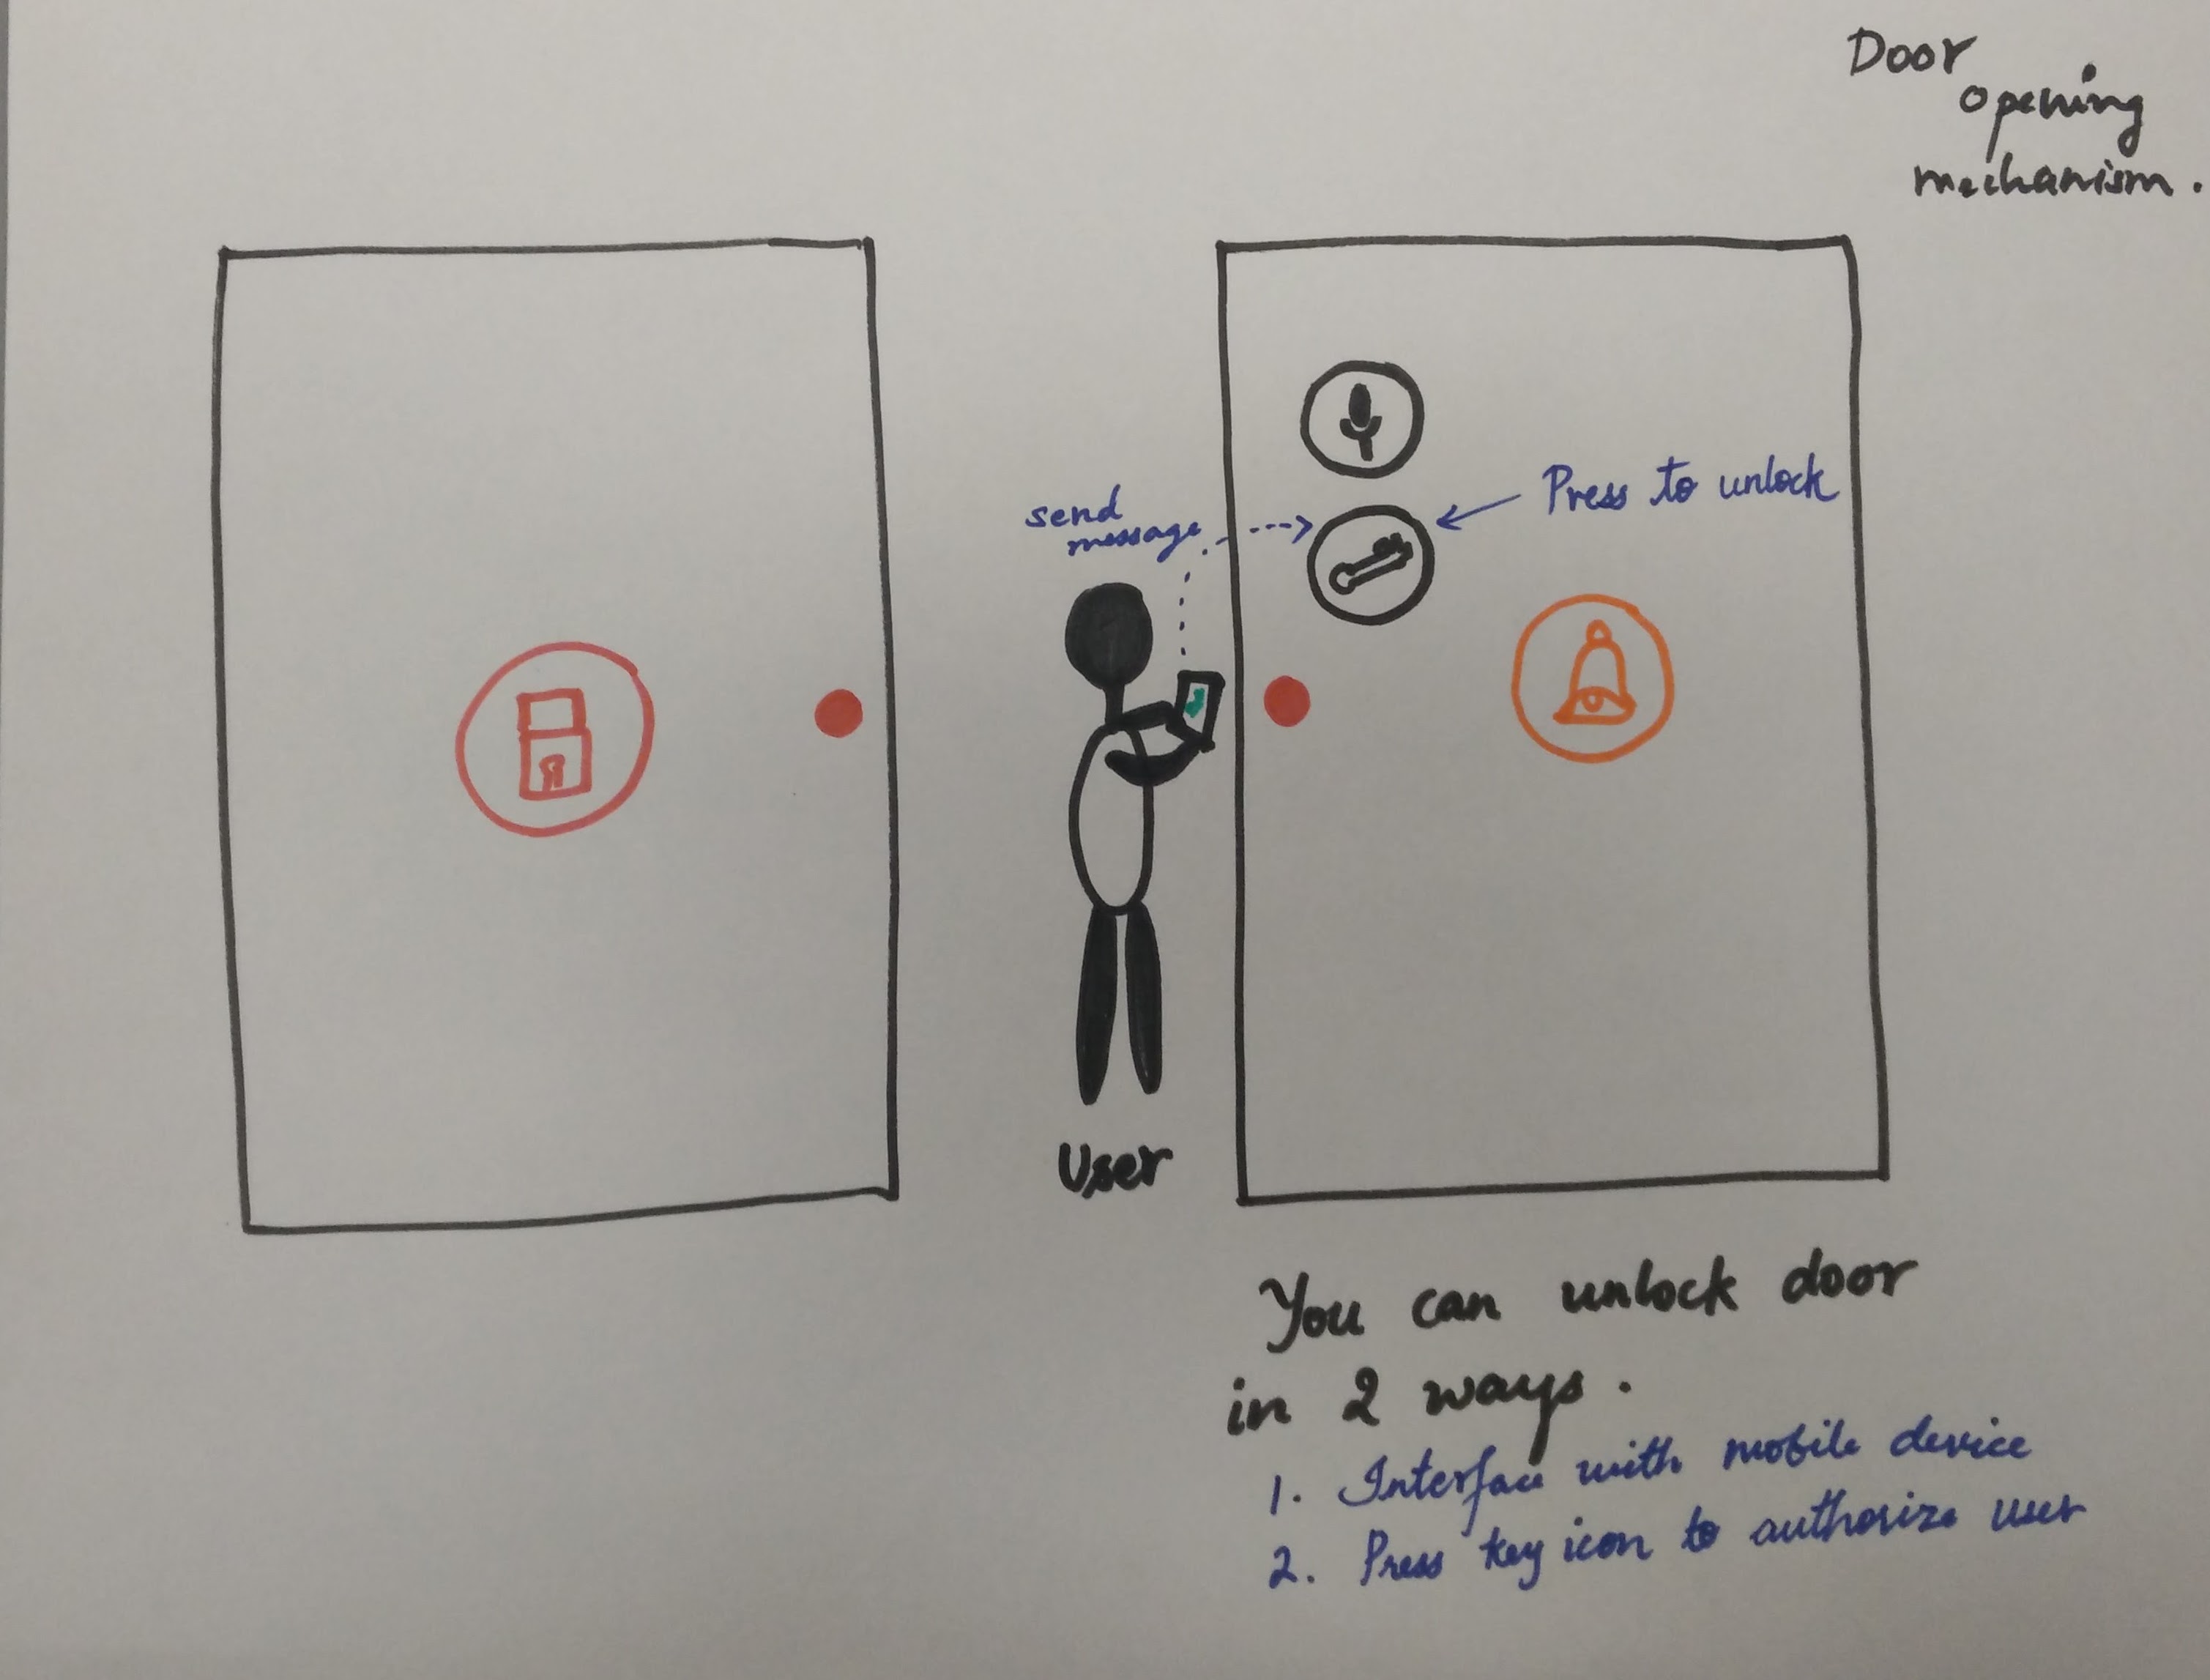 Door
opening
mechanism.
Press to unlock
send
message
User
You can unlock door
in 2 ways.
1. Interface with mobile device
2. Press key icon to authorize user